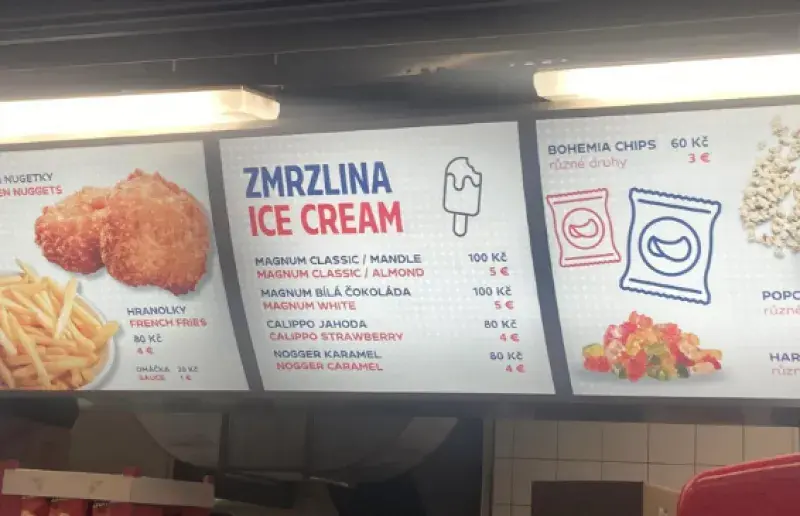 NUGETKY
EN NUGGETS
HRANOLKY
FRENCH FRIES
80 Kč
4 €
OMÁČKA 20 Kč
SAUCE 1 €
ZMRZLINA
ICE CREAM
MAGNUM CLASSIC / MANDLE 100 Kč
MAGNUM CLASSIC / ALMOND 5 €
MAGNUM BÍLÁ ČOKOLÁDA 100 Kč
MAGNUM WHITE 5 €
CALIPPO JAHODA 80 Kč
CALIPPO STRAWBERRY 4 €
NOGGER KARAMEL 80 Kč
NOGGER CARAMEL 4 €
BOHEMIA CHIPS 60 Kč
různé druhy 3 €
POPC
různé
HAR
různ